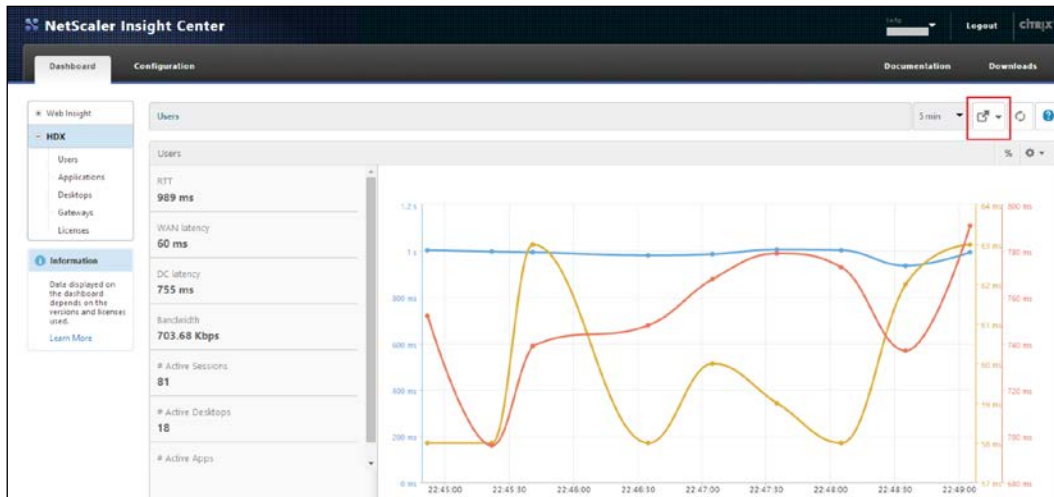 NetScaler Insight Center
Info
Logout
CİTRIX
Dashboard
Configuration
Documentation
Downloads
Web Insight
HDX
Users
Applications
Desktops
Gateways
Licenses
Information
Data displayed on
the dashboard
depends on the
versions and licenses
used.
Learn More
Users
5 min
?
Users
%
RTT
989 ms
WAN latency
60 ms
DC latency
755 ms
Bandwidth
703.68 Kbps
# Active Sessions
81
# Active Desktops
18
# Active Apps
1.2 s
1 s
800 ms
600 ms
400 ms
200 ms
0 ms
64 ms
63 ms
62 ms
61 ms
60 ms
59 ms
58 ms
57 ms
800 ms
780 ms
760 ms
740 ms
720 ms
700 ms
680 ms
22:45:00
22:45:30
22:46:00
22:46:30
22:47:00
22:47:30
22:48:00
22:48:30
22:49:00